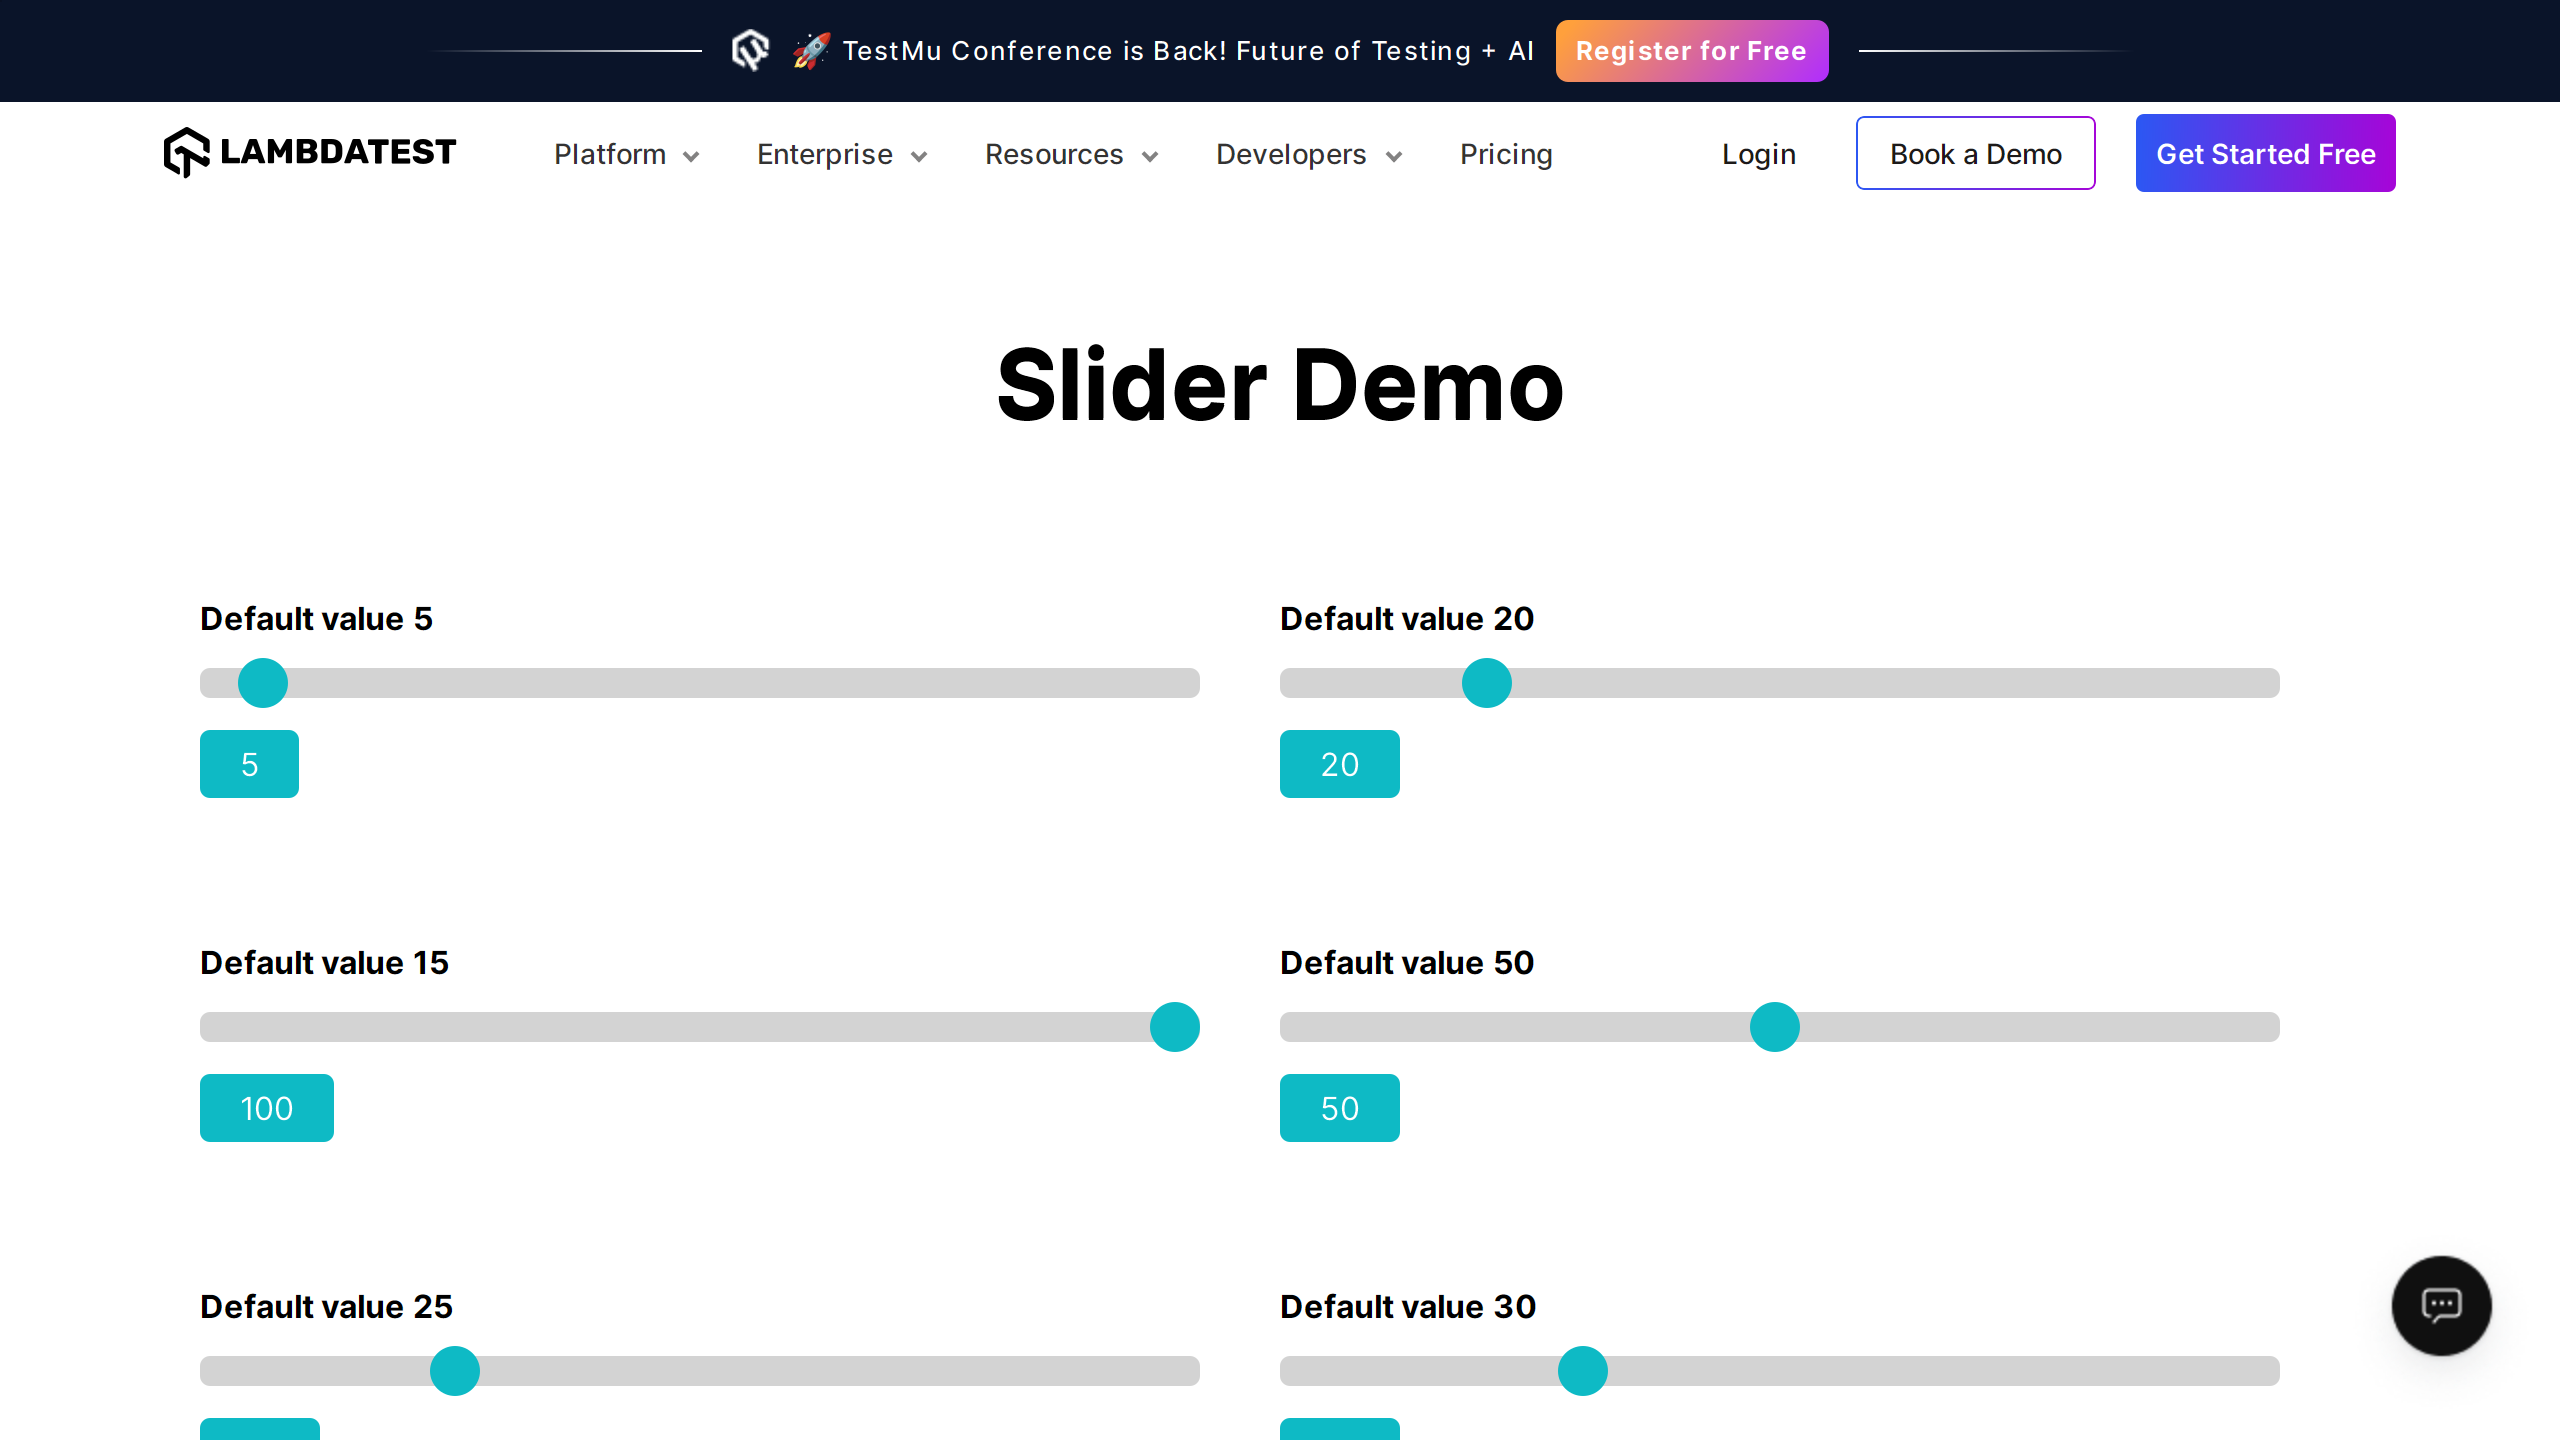 🚀 TestMu Conference is Back! Future of Testing + AI Register for Free
LAMBDATEST Platform Enterprise Resources Developers Pricing Login Book a Demo Get Started Free
Slider Demo
Default value 5
5
Default value 20
20
Default value 15
100
Default value 50
50
Default value 25
Default value 30